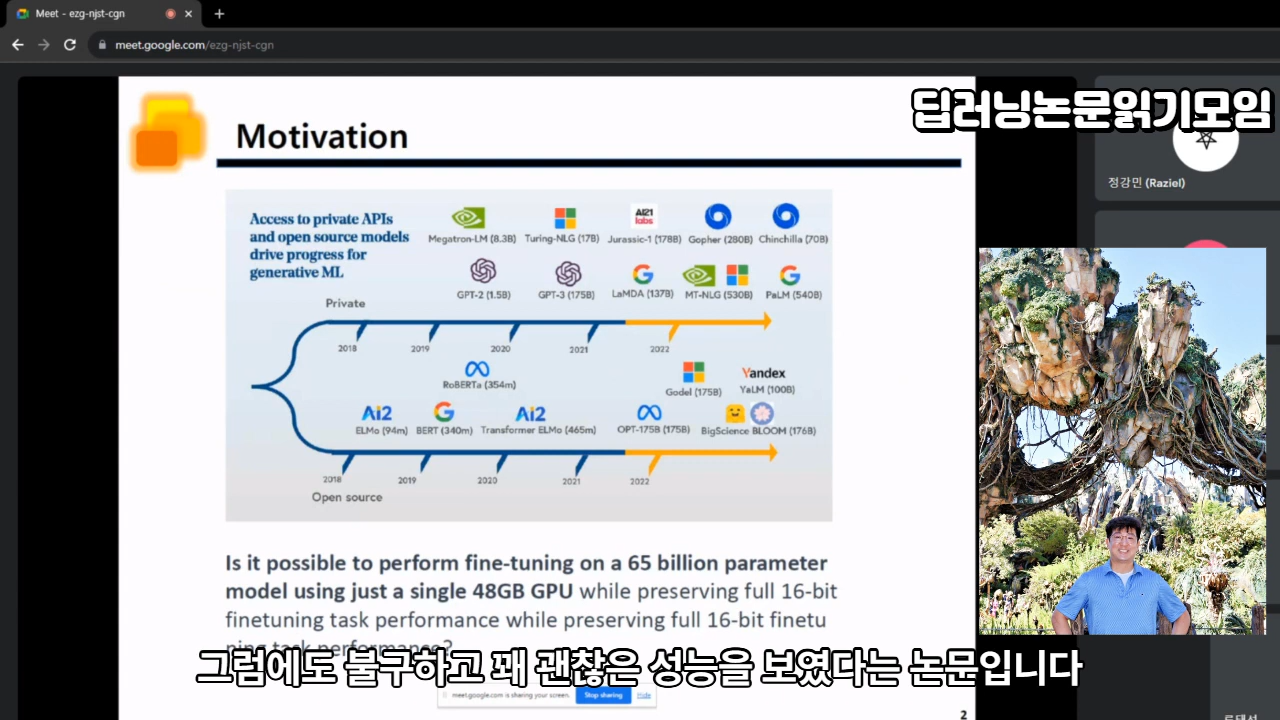 Meet - ezg-njst-cgn
meet.google.com/ezg-njst-cgn
딥러닝논문읽기모임
정강민 (Raziel)
Motivation
Access to private APIs
and open source models
drive progress for
generative ML
Megatron-LM (8.3B) Turing-NLG (17B) AI21 labs Jurassic-1 (178B) Gopher (280B) Chinchilla (70B)
GPT-2 (1.5B) GPT-3 (175B) LaMDA (137B) MT-NLG (530B) PaLM (540B)
Private
2018 2019 2020 2021 2022
RoBERTa (354m) Godel (175B) Yandex YaLM (100B)
Ai2 Ai2
ELMo (94m) BERT (340m) Transformer ELMo (465m) OPT-175B (175B) BigScience BLOOM (176B)
2018 2019 2020 2021 2022
Open source
Is it possible to perform fine-tuning on a 65 billion parameter
model using just a single 48GB GPU while preserving full 16-bit
finetuning task performance while preserving full 16-bit finetu
ning task performance?
그럼에도 불구하고 꽤 괜찮은 성능을 보였다는 논문입니다
meet.google.com is sharing your screen. Stop sharing Hide
2